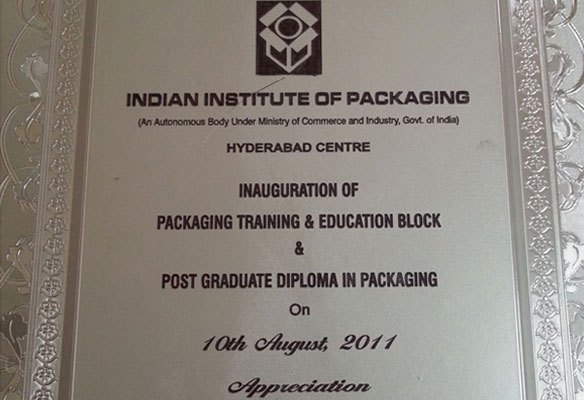 INDIAN INSTITUTE OF PACKAGING
(An Autonomous Body Under Ministry of Commerce and Industry, Govt. of India)
HYDERABAD CENTRE
INAUGURATION OF
PACKAGING TRAINING & EDUCATION BLOCK
&
POST GRADUATE DIPLOMA IN PACKAGING
On
10th August, 2011
Appreciation